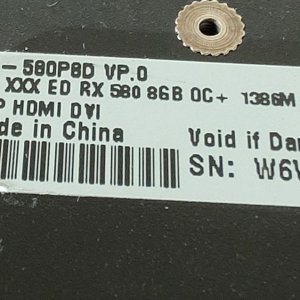 -580P8D VP.0
XXX ED RX 580 8GB OC+ 1386M
P HDMI DVI
de in China
Void if Da
SN: W6